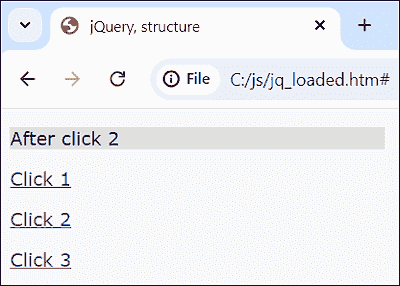 jQuery, structure
File C:/js/jq_loaded.htm#
After click 2
Click 1
Click 2
Click 3